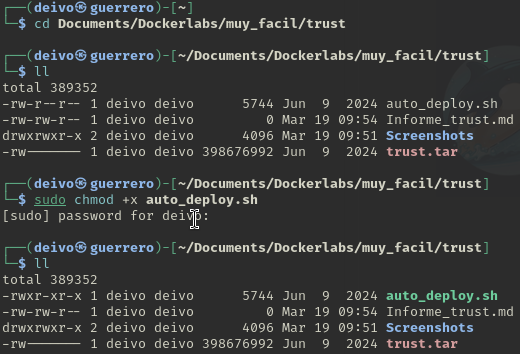 ┌──(deivo㉿guerrero)-[~]
└─$ cd Documents/Dockerlabs/muy_facil/trust
┌──(deivo㉿guerrero)-[~/Documents/Dockerlabs/muy_facil/trust]
└─$ ll
total 389352
-rw-r--r-- 1 deivo deivo      5744 Jun  9  2024 auto_deploy.sh
-rw-rw-r-- 1 deivo deivo         0 Mar 19 09:54 Informe_trust.md
drwxrwxr-x 2 deivo deivo      4096 Mar 19 09:51 Screenshots
-rw------- 1 deivo deivo 398676992 Jun  9  2024 trust.tar
┌──(deivo㉿guerrero)-[~/Documents/Dockerlabs/muy_facil/trust]
└─$ sudo chmod +x auto_deploy.sh
[sudo] password for deivo:
┌──(deivo㉿guerrero)-[~/Documents/Dockerlabs/muy_facil/trust]
└─$ ll
total 389352
-rwxr-xr-x 1 deivo deivo      5744 Jun  9  2024 auto_deploy.sh
-rw-rw-r-- 1 deivo deivo         0 Mar 19 09:54 Informe_trust.md
drwxrwxr-x 2 deivo deivo      4096 Mar 19 09:51 Screenshots
-rw------- 1 deivo deivo 398676992 Jun  9  2024 trust.tar